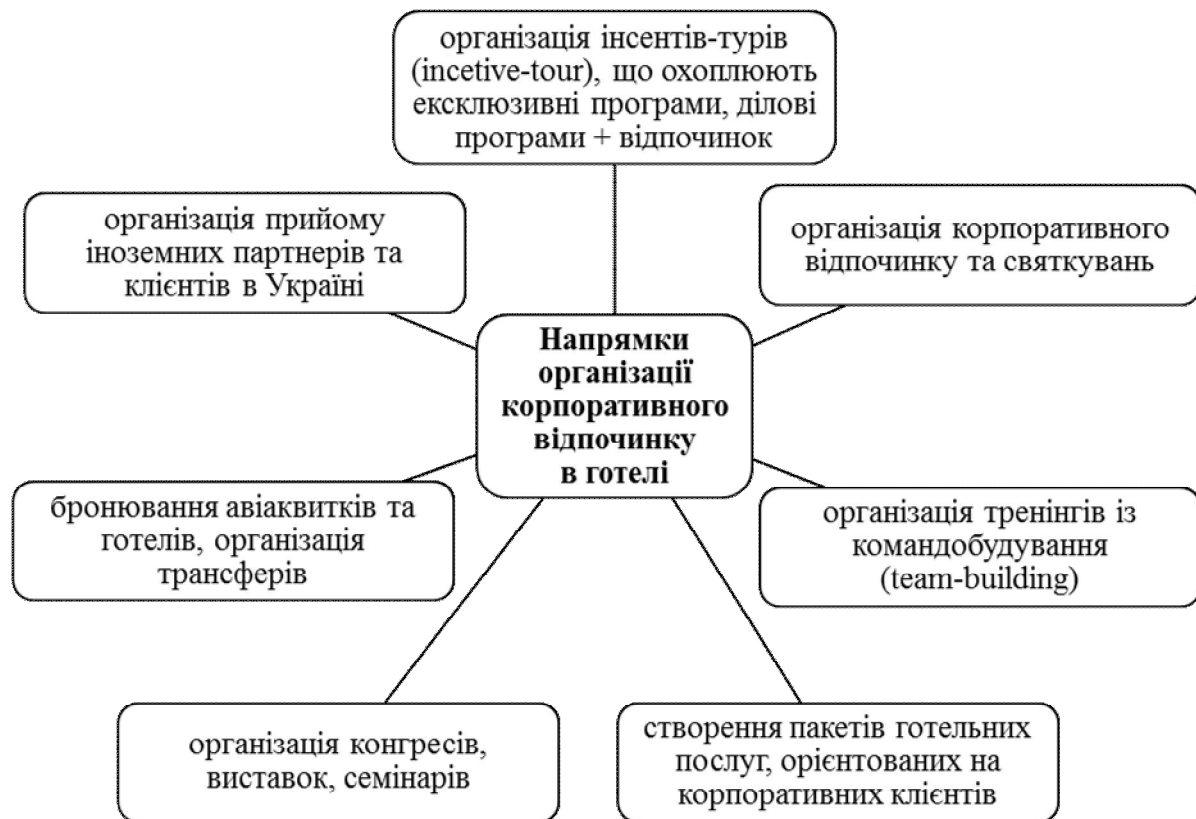 організація інсентів-турів
(incetive-tour), що охоплюють
ексклюзивні програми, ділові
програми + відпочинок
організація прийому
іноземних партнерів та
клієнтів в Україні
організація корпоративного
відпочинку та святкувань
Напрямки
організації
корпоративного
відпочинку
в готелі
бронювання авіаквитків та
готелів, організація
трансферів
організація тренінгів із
командобудування
(team-building)
організація конгресів,
виставок, семінарів
створення пакетів готельних
послуг, орієнтованих на
корпоративних клієнтів